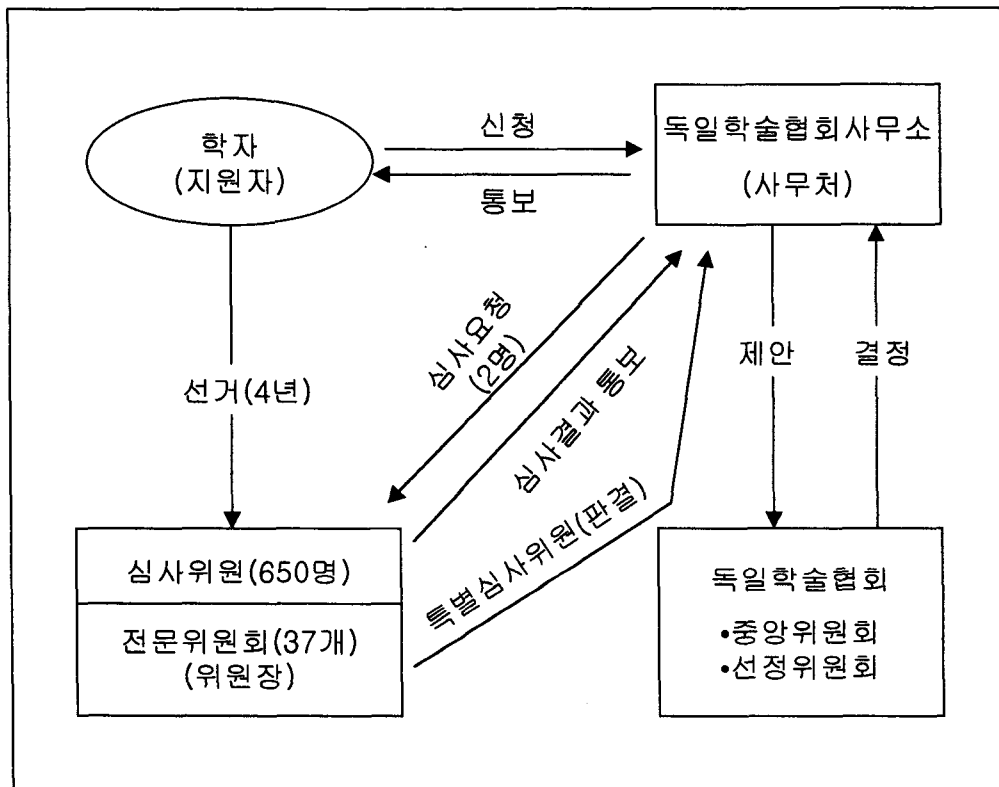 학자
(지원자)
신청
통보
독일학술협회사무소
(사무처)
선거(4년)
심사요청
(2명)
심사결과 통보
특별심사위원(판결)
제안
결정
심사위원(650명)
전문위원회(37개)
(위원장)
독일학술협회
•중앙위원회
•선정위원회